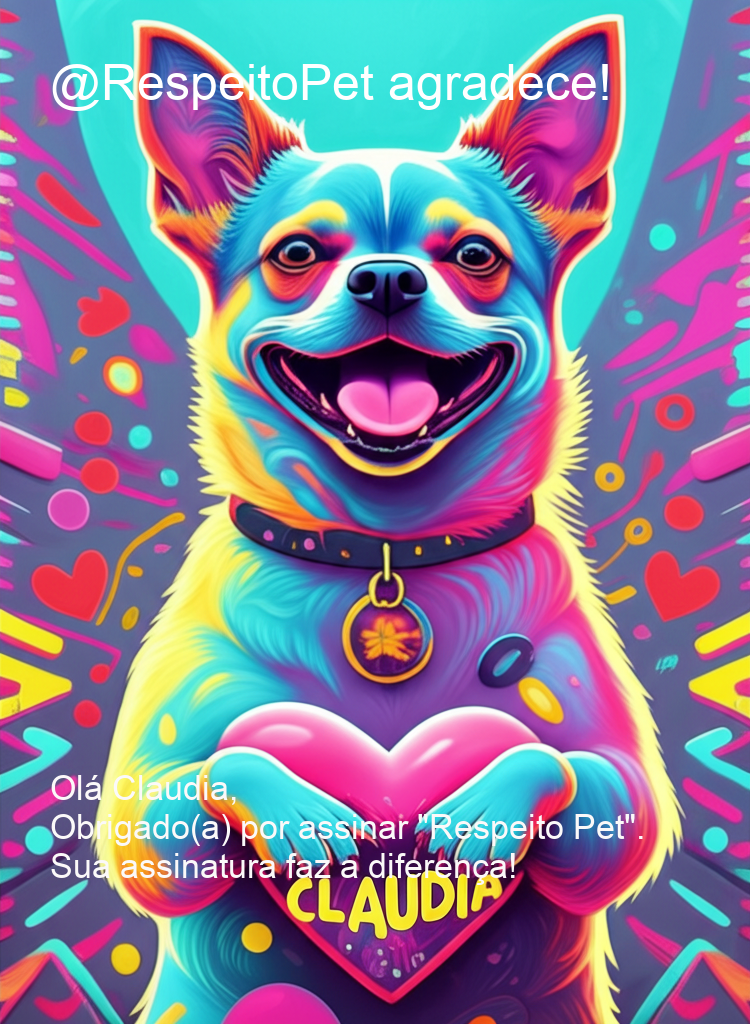 @RespeitoPet agradece!
Olá Claudia,
Obrigado(a) por assinar "Respeito Pet".
Sua assinatura faz a diferença!
CLAUDIA